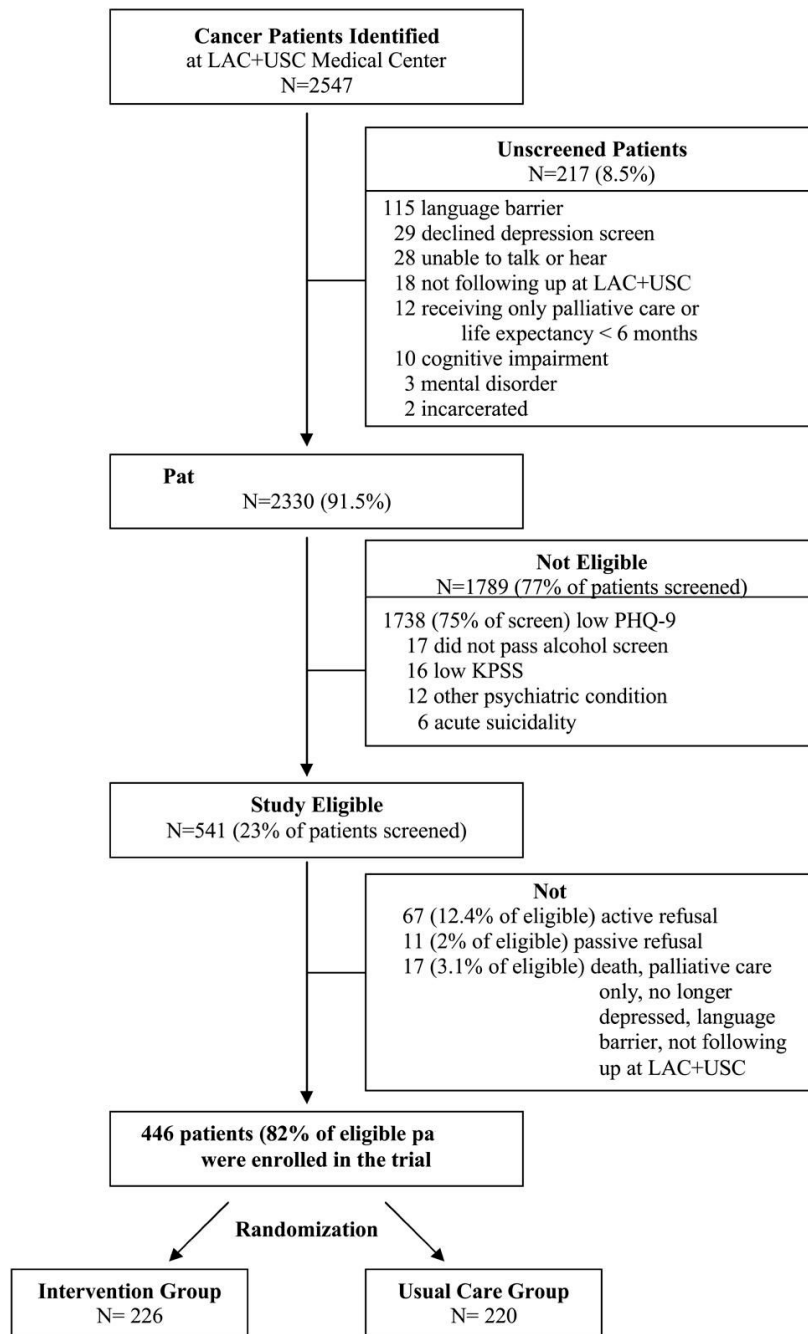 Cancer Patients Identified
at LAC+USC Medical Center
N=2547
Unscreened Patients
N=217 (8.5%)
115 language barrier
29 declined depression screen
28 unable to talk or hear
18 not following up at LAC+USC
12 receiving only palliative care or
life expectancy < 6 months
10 cognitive impairment
3 mental disorder
2 incarcerated
Pat
N=2330 (91.5%)
Not Eligible
N=1789 (77% of patients screened)
1738 (75% of screen) low PHQ-9
17 did not pass alcohol screen
16 low KPSS
12 other psychiatric condition
6 acute suicidality
Study Eligible
N=541 (23% of patients screened)
Not
67 (12.4% of eligible) active refusal
11 (2% of eligible) passive refusal
17 (3.1% of eligible) death, palliative care
only, no longer
depressed, language
barrier, not following
up at LAC+USC
446 patients (82% of eligible pa
were enrolled in the trial
Randomization
Intervention Group
N= 226
Usual Care Group
N= 220